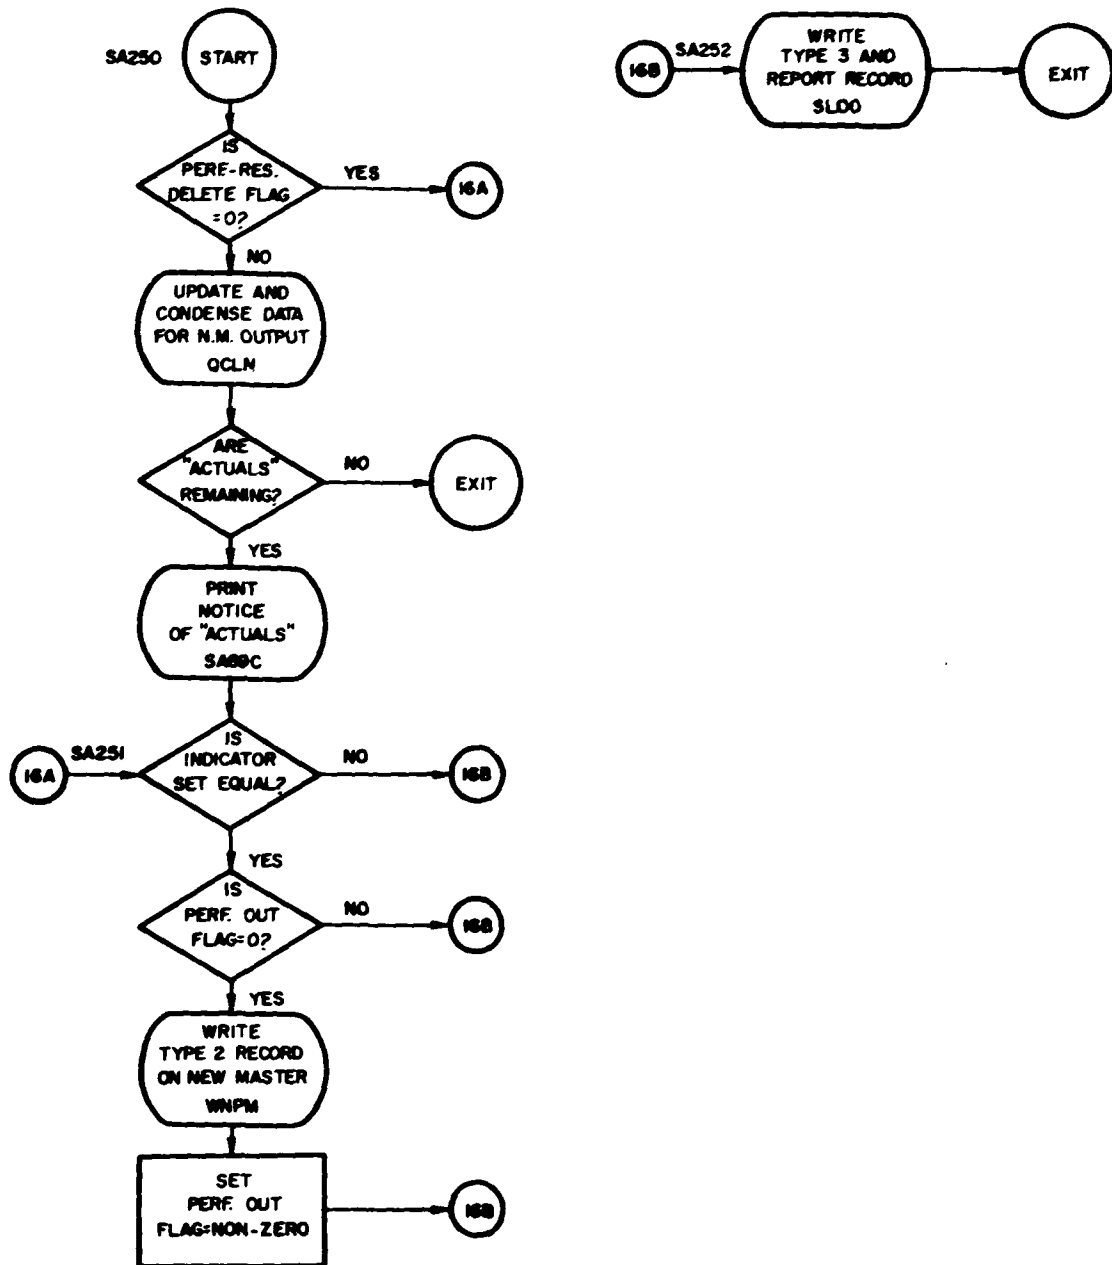 SA250
START
IS
PERF-RES.
DELETE FLAG
=0?
YES
16A
NO
UPDATE AND
CONDENSE DATA
FOR N.M. OUTPUT
QCLN
ARE
"ACTUALS"
REMAINING?
NO
EXIT
YES
PRINT
NOTICE
OF "ACTUALS"
SA69C
16A
SA251
IS
INDICATOR
SET EQUAL?
NO
16B
YES
IS
PERF. OUT
FLAG=0?
NO
16B
YES
WRITE
TYPE 2 RECORD
ON NEW MASTER
WNPM
SET
PERF. OUT
FLAG=NON-ZERO
16B
16B
SA252
WRITE
TYPE 3 AND
REPORT RECORD
SLDO
EXIT